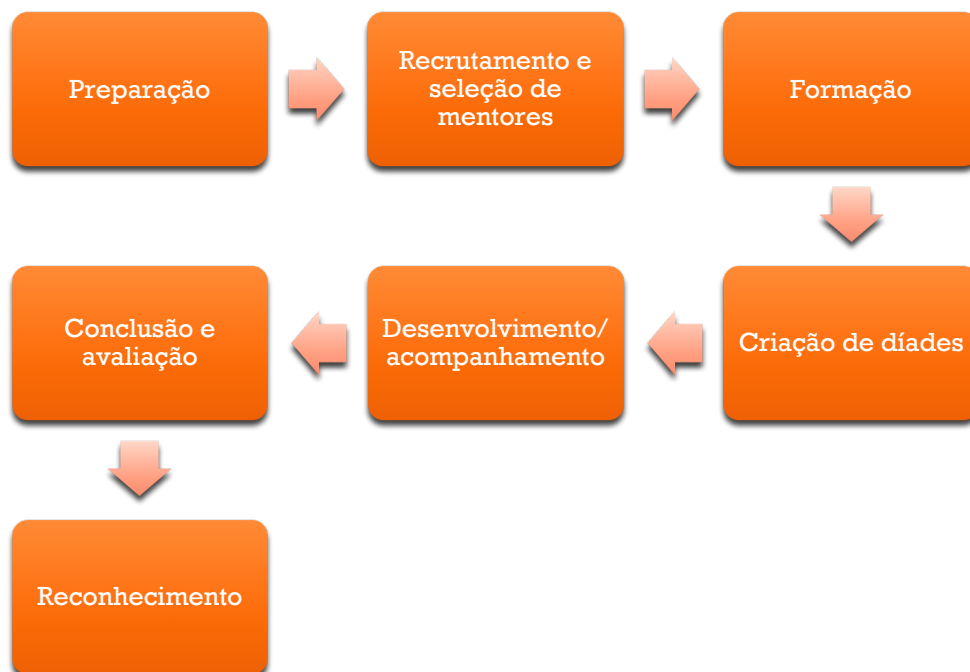 Preparação
Recrutamento e
seleção de
mentores
Formação
Criação de díades
Desenvolvimento/
acompanhamento
Conclusão e
avaliação
Reconhecimento